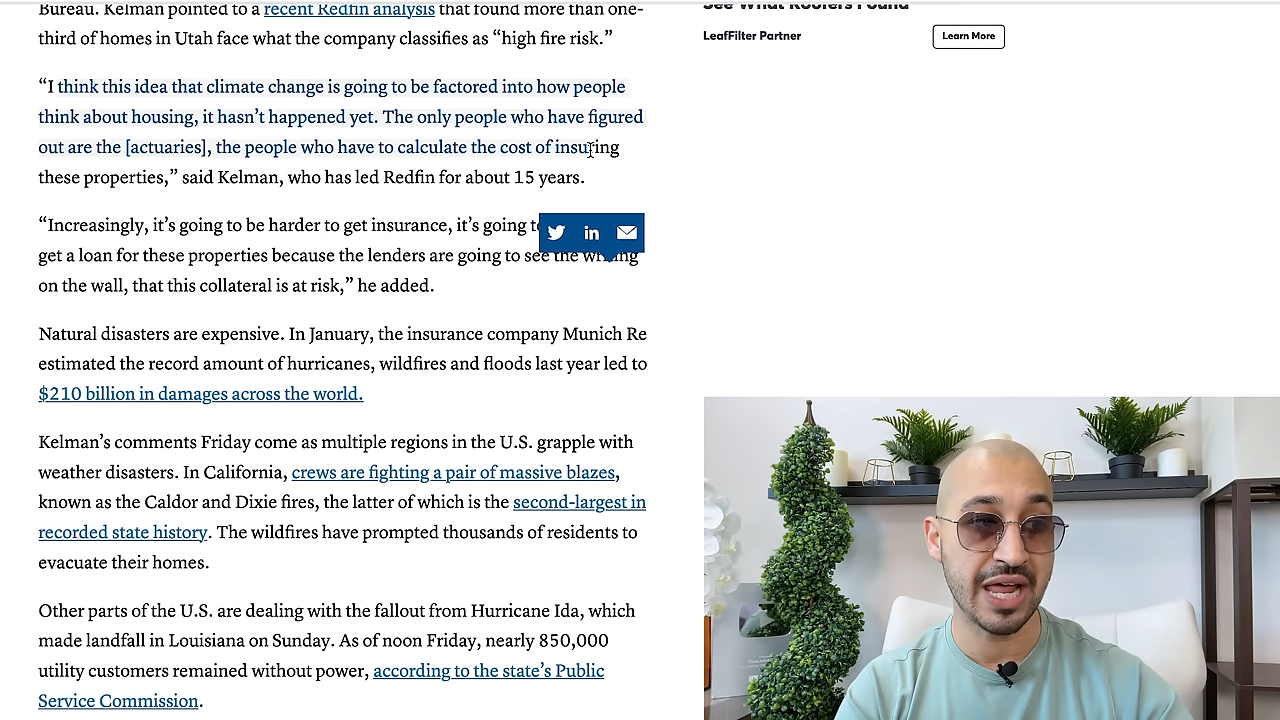 Bureau. Kelman pointed to a recent Redfin analysis that found more than one-
third of homes in Utah face what the company classifies as “high fire risk.”
“I think this idea that climate change is going to be factored into how people
think about housing, it hasn’t happened yet. The only people who have figured
out are the [actuaries], the people who have to calculate the cost of insuring
these properties,” said Kelman, who has led Redfin for about 15 years.
“Increasingly, it’s going to be harder to get insurance, it’s going
get a loan for these properties because the lenders are going to see the writing
on the wall, that this collateral is at risk,” he added.
Natural disasters are expensive. In January, the insurance company Munich Re
estimated the record amount of hurricanes, wildfires and floods last year led to
$210 billion in damages across the world.
Kelman’s comments Friday come as multiple regions in the U.S. grapple with
weather disasters. In California, crews are fighting a pair of massive blazes,
known as the Caldor and Dixie fires, the latter of which is the second-largest in
recorded state history. The wildfires have prompted thousands of residents to
evacuate their homes.
Other parts of the U.S. are dealing with the fallout from Hurricane Ida, which
made landfall in Louisiana on Sunday. As of noon Friday, nearly 850,000
utility customers remained without power, according to the state’s Public
Service Commission.
See What Roofers Found
LeafFilter Partner
Learn More